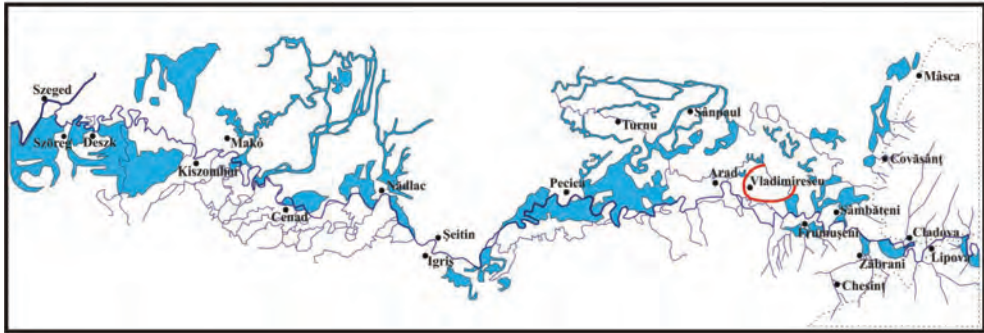 Szeged
Szőreg
Deszk
Makó
Kiszombor
Cenad
Nădlac
Șeitin
Igriș
Pecica
Turnu
Sânpaul
Arad
Vladimirescu
Mâsca
Covăsânț
Sâmbăteni
Frumușeni
Cladova
Lipova
Zăbrani
Chesinț